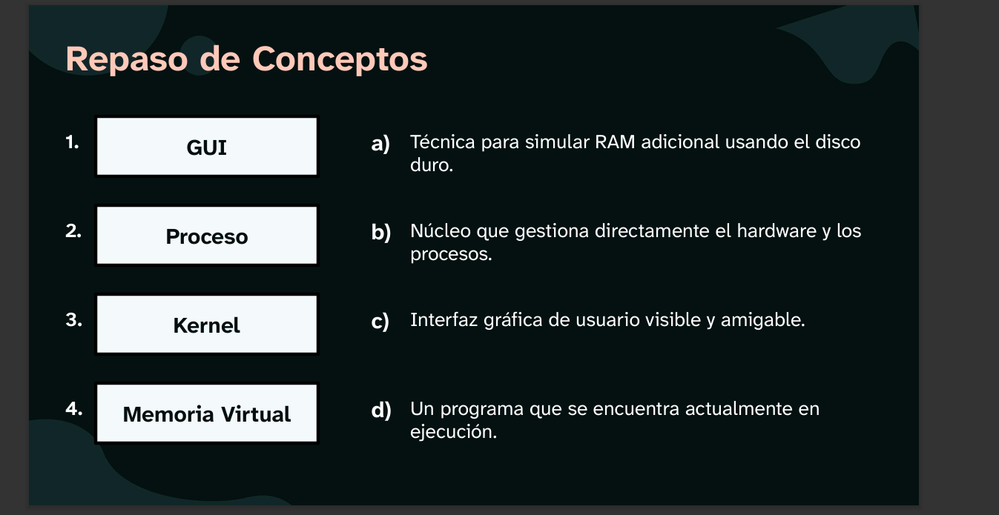 Repaso de Conceptos
1.
GUI
a) Técnica para simular RAM adicional usando el disco
duro.
2.
Proceso
b) Núcleo que gestiona directamente el hardware y los
procesos.
3.
Kernel
c) Interfaz gráfica de usuario visible y amigable.
4.
Memoria Virtual
d) Un programa que se encuentra actualmente en
ejecución.